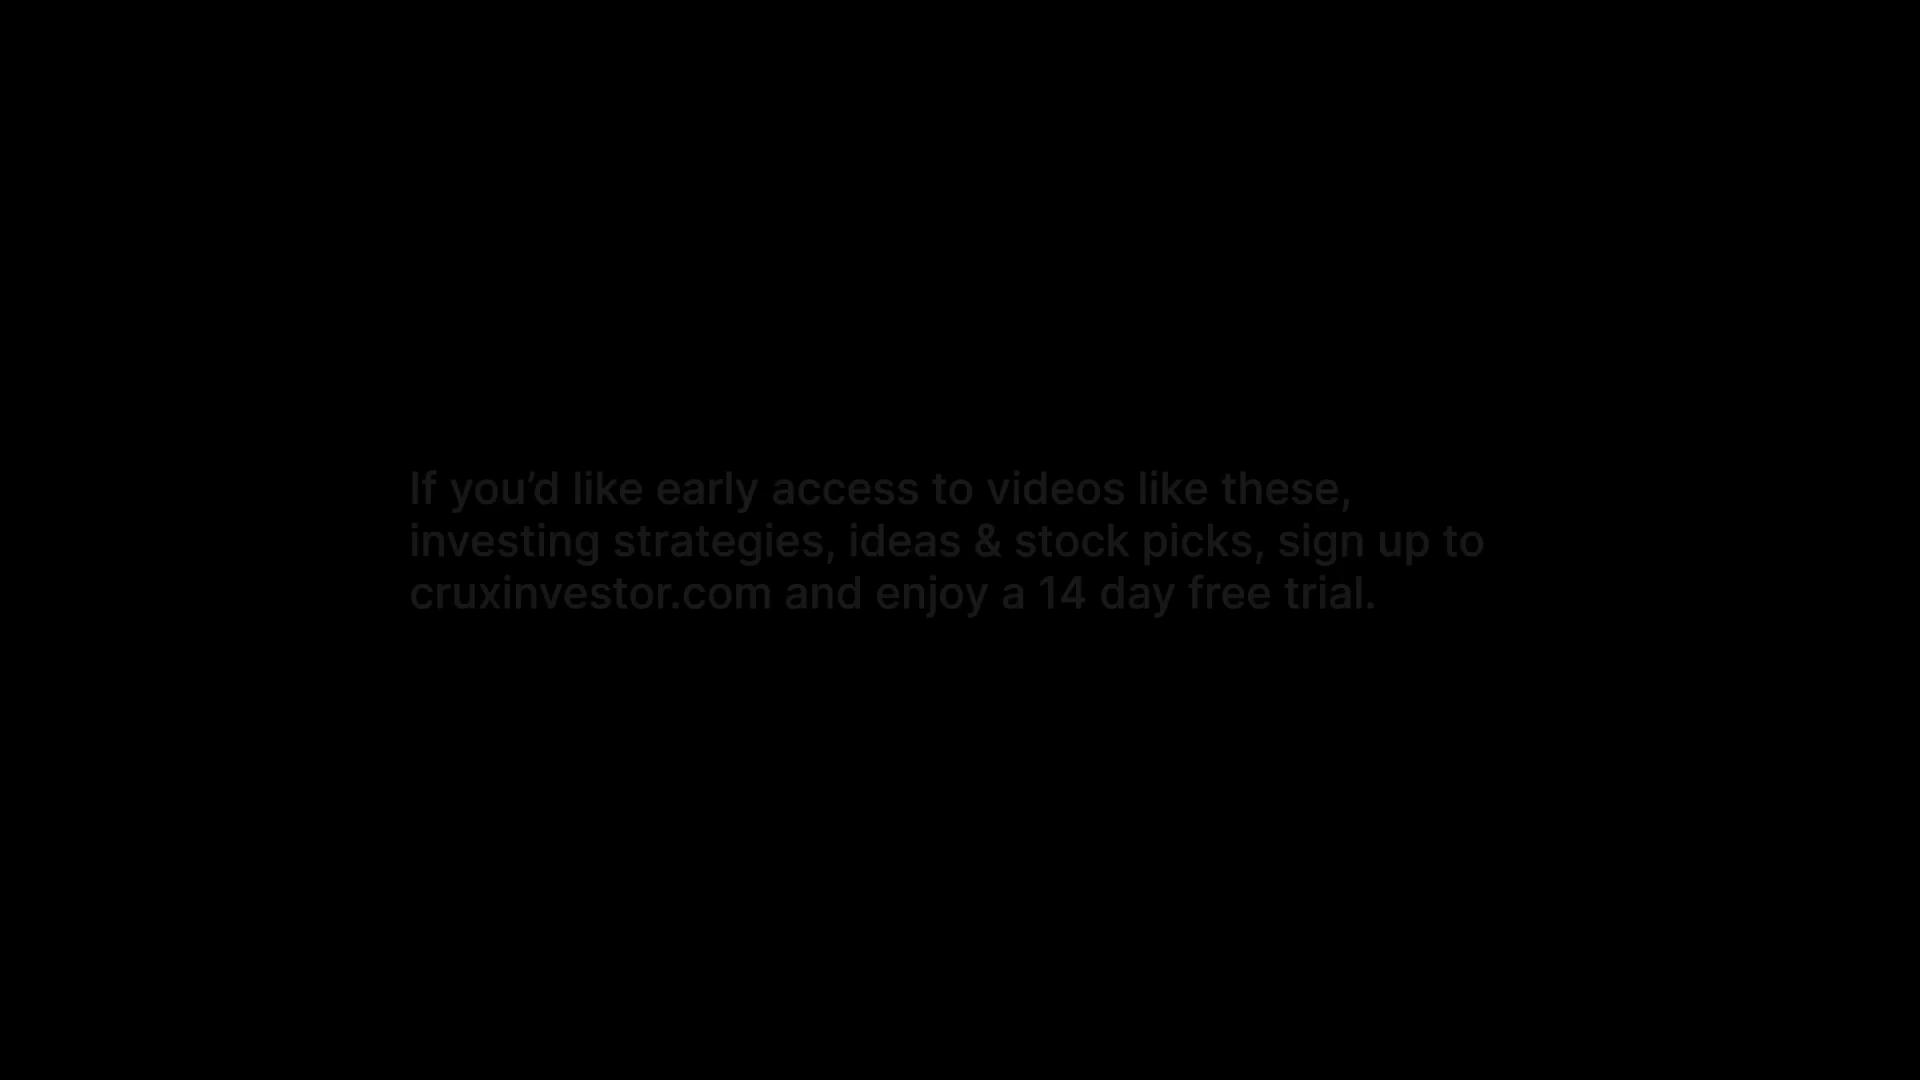 If you’d like early access to videos like these,
investing strategies, ideas & stock picks, sign up to
cruxinvestor.com and enjoy a 14 day free trial.